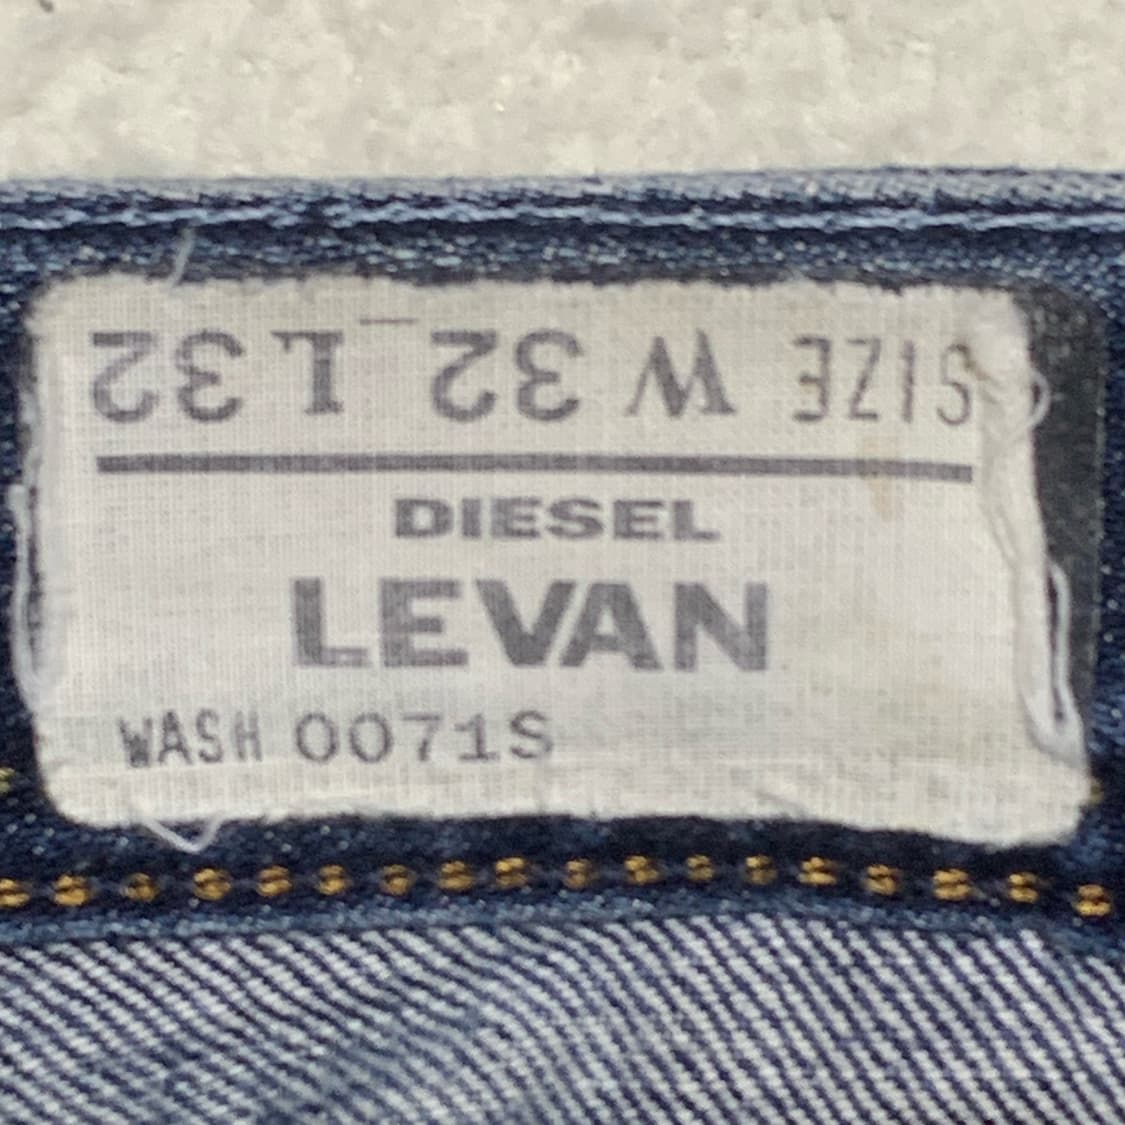 SIZE W 32 L 32
DIESEL
LEVAN
WASH 0071S